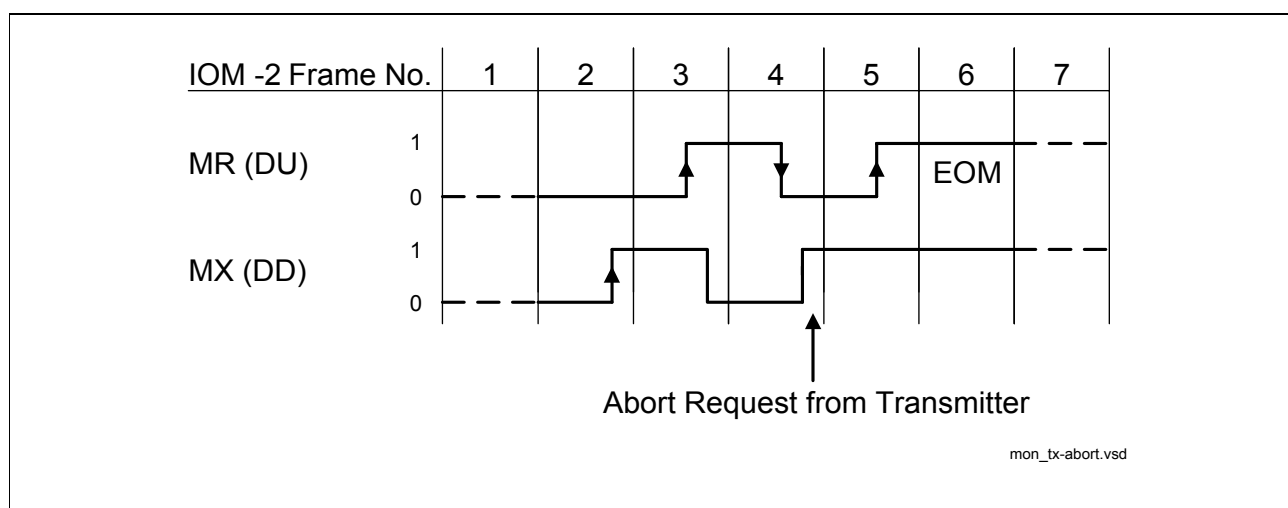 IOM -2 Frame No. 1 2 3 4 5 6 7
1
MR (DU)
0
EOM
1
MX (DD)
0
Abort Request from Transmitter
mon_tx-abort.vsd